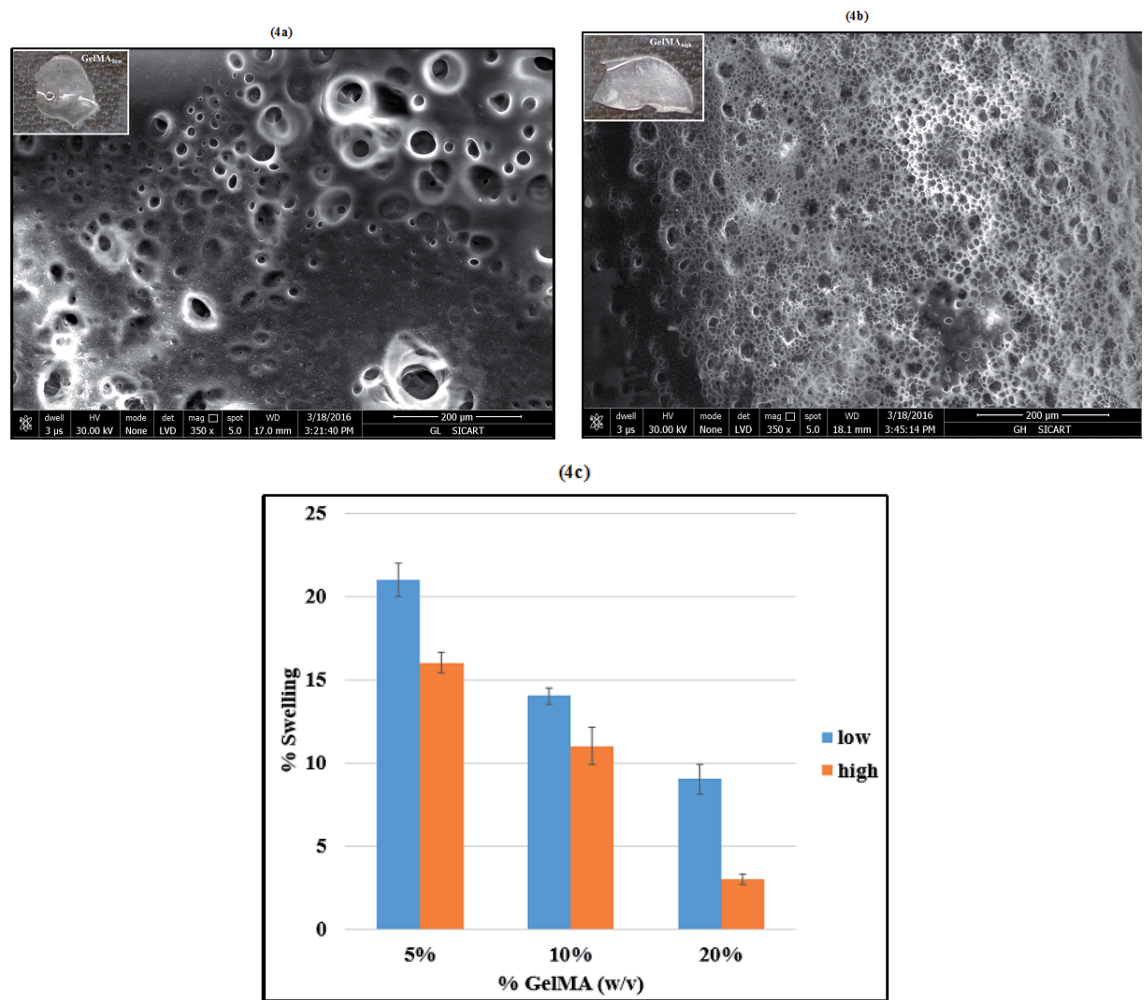 (4a)
(4b)
GelMAlow
GelMAhigh
dwell HV mode det mag spot WD 3/18/2016 200 µm
3 µs 30.00 kV None LVD 350 x 5.0 17.0 mm 3:21:40 PM GL SICART
dwell HV mode det mag spot WD 3/18/2016 200 µm
3 µs 30.00 kV None LVD 350 x 5.0 18.1 mm 3:45:14 PM GH SICART
(4c)
25
20
15
10
5
0
% Swelling
5% 10% 20%
% GelMA (w/v)
low
high